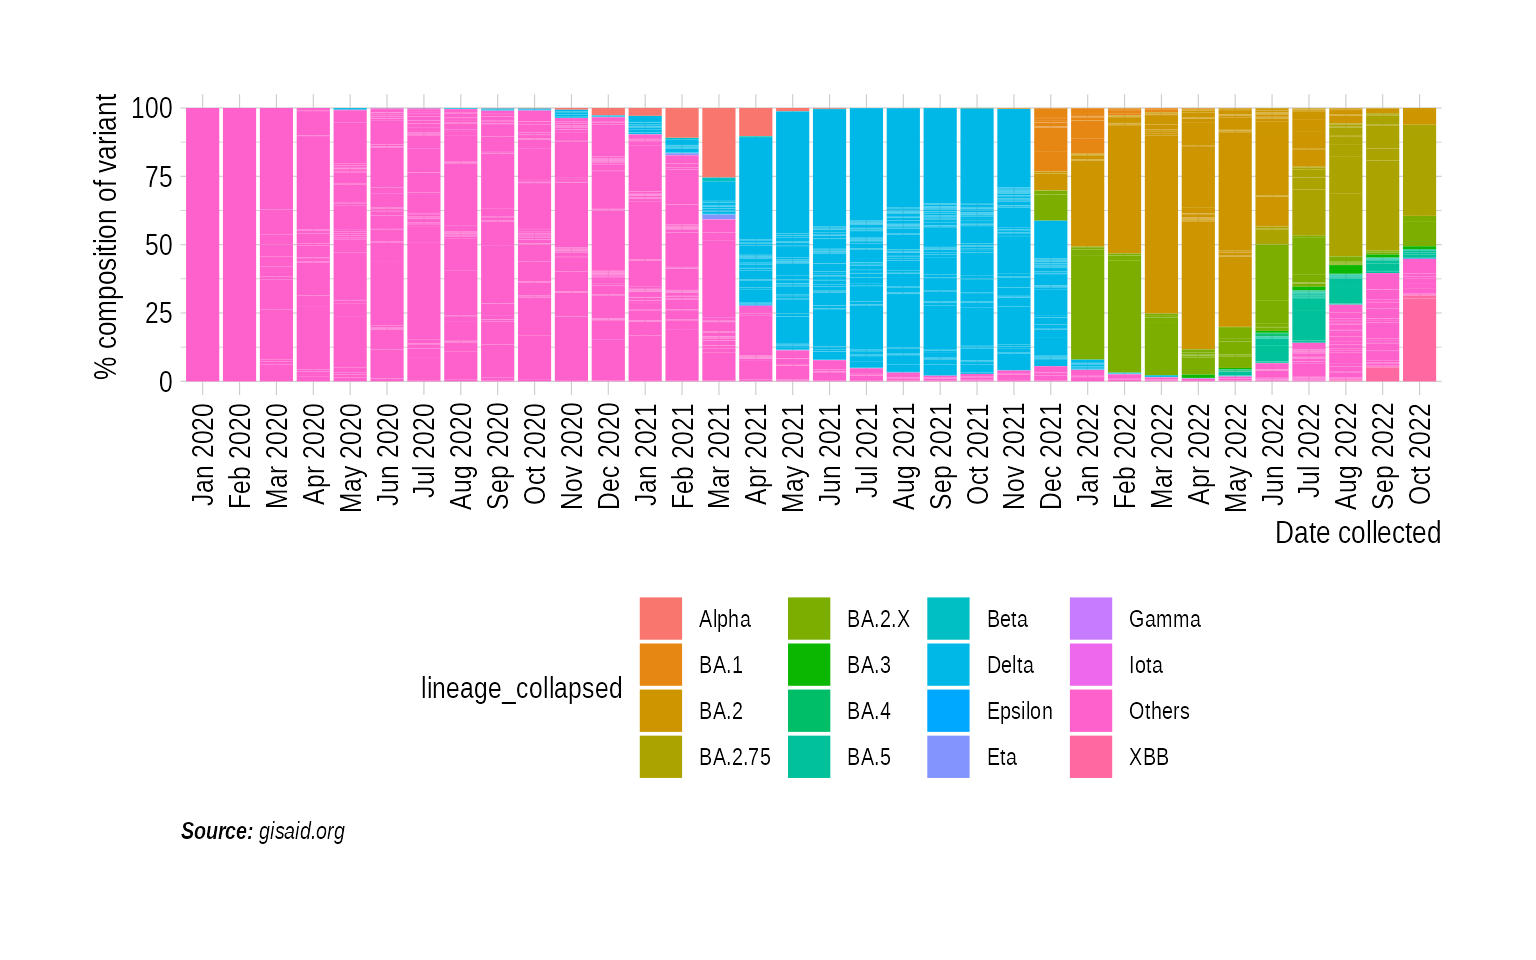 % composition of variant
100
75
50
25
0
Jan 2020
Feb 2020
Mar 2020
Apr 2020
May 2020
Jun 2020
Jul 2020
Aug 2020
Sep 2020
Oct 2020
Nov 2020
Dec 2020
Jan 2021
Feb 2021
Mar 2021
Apr 2021
May 2021
Jun 2021
Jul 2021
Aug 2021
Sep 2021
Oct 2021
Nov 2021
Dec 2021
Jan 2022
Feb 2022
Mar 2022
Apr 2022
May 2022
Jun 2022
Jul 2022
Aug 2022
Sep 2022
Oct 2022
Date collected
lineage_collapsed
Alpha
BA.1
BA.2
BA.2.75
BA.2.X
BA.3
BA.4
BA.5
Beta
Delta
Epsilon
Eta
Gamma
Iota
Others
XBB
Source: gisaid.org